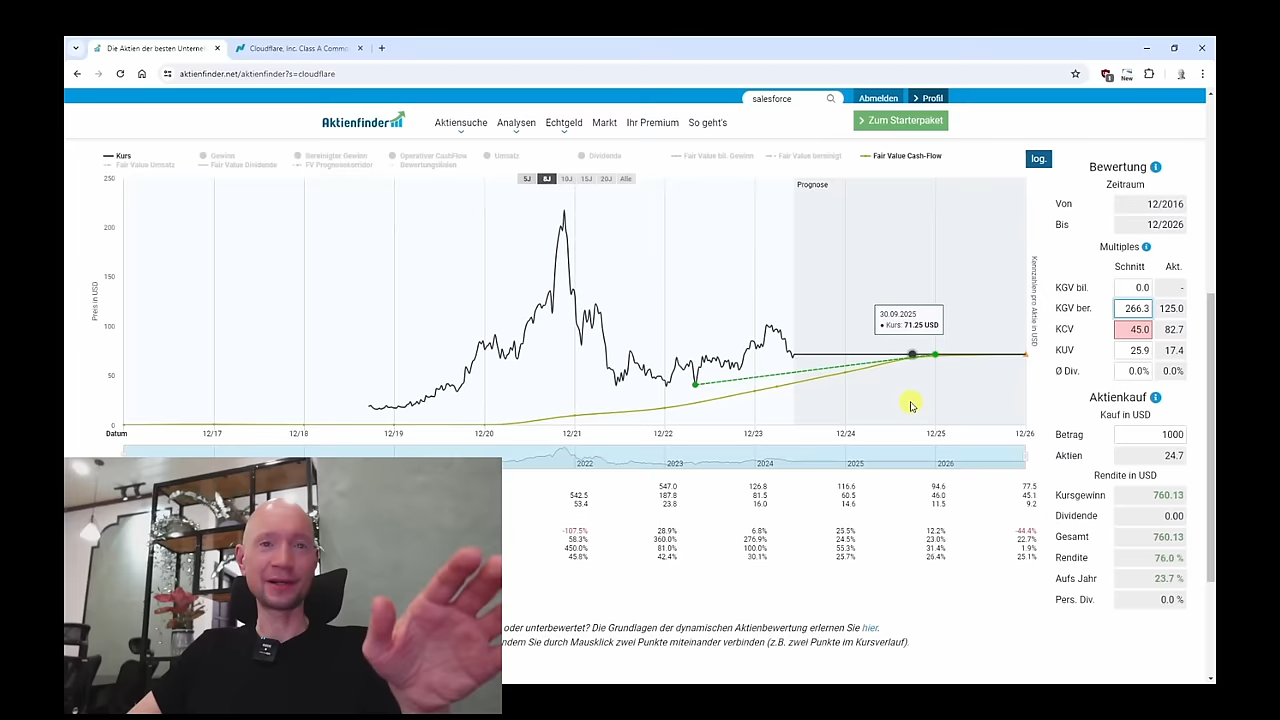 Die Aktien der besten Unterne
Cloudflare, Inc. Class A Commo
aktienfinder.net/aktienfinder?s=cloudflare
New
salesforce
Abmelden
Profil
Aktienfinder
Aktiensuche Analysen Echtgeld Markt Ihr Premium So geht's
Zum Starterpaket
Kurs Gewinn Bereinigter Gewinn Operativer CashFlow Umsatz Dividende Fair Value bil. Gewinn Fair Value bereinigt Fair Value Cash-Flow
Fair Value Umsatz Fair Value Dividende FV Prognosekorridor Bewertungslinien
log.
5J 8J 10J 15J 20J Alle
Prognose
250
200
150
100
50
0
Preis in USD
Kennzahlen pro Aktie in USD
30.09.2025
Kurs: 71.25 USD
Datum 12/17 12/18 12/19 12/20 12/21 12/22 12/23 12/24 12/25 12/26
2022 2023 2024 2025 2026
547.0 126.8 116.6 94.6 77.5
542.5 187.8 81.5 60.5 46.0 45.1
53.4 23.8 16.0 14.6 11.5 9.2
-107.5% 28.9% 6.8% 25.5% 12.2% -44.4%
58.3% 360.0% 276.9% 24.5% 23.0% 22.7%
450.0% 81.0% 100.0% 55.3% 31.4% 1.9%
45.8% 42.4% 30.1% 25.7% 26.4% 25.1%
oder unterbewertet? Die Grundlagen der dynamischen Aktienbewertung erlernen Sie hier.
ndem Sie durch Mausklick zwei Punkte miteinander verbinden (z.B. zwei Punkte im Kursverlauf).
Bewertung
Zeitraum
Von 12/2016
Bis 12/2026
Multiples
Schnitt Akt.
KGV bil. 0.0 -
KGV ber. 266.3 125.0
KCV 45.0 82.7
KUV 25.9 17.4
Ø Div. 0.0% 0.0%
Aktienkauf
Kauf in USD
Betrag 1000
Aktien 24.7
Rendite in USD
Kursgewinn 760.13
Dividende 0.00
Gesamt 760.13
Rendite 76.0 %
Aufs Jahr 23.7 %
Pers. Div. 0.0 %